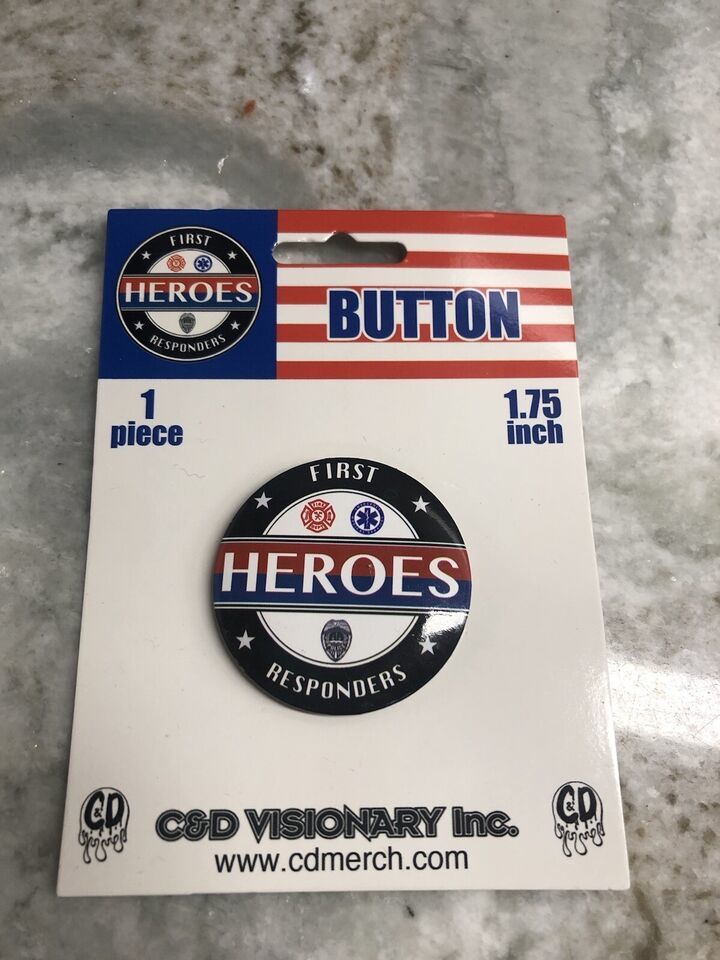 FIRST
HEROES
RESPONDERS
BUTTON
1
piece
1.75
inch
FIRST
HEROES
RESPONDERS
C&D
C&D VISIONARY Inc.
C&D
www.cdmerch.com